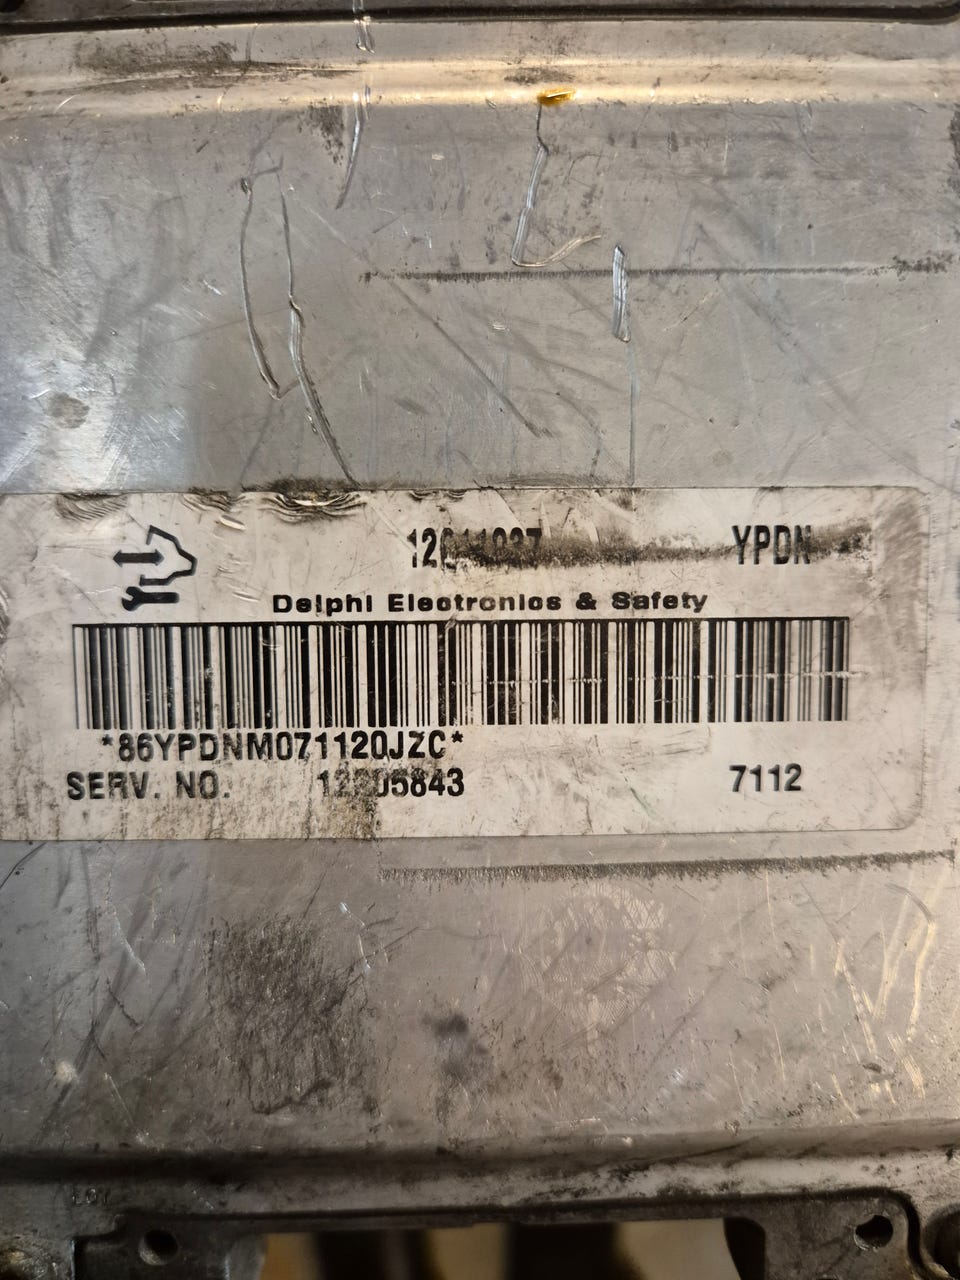 YPDN
Delphi Electronics & Safety
*86YPDNM071120JZC*
SERV. NO.
7112